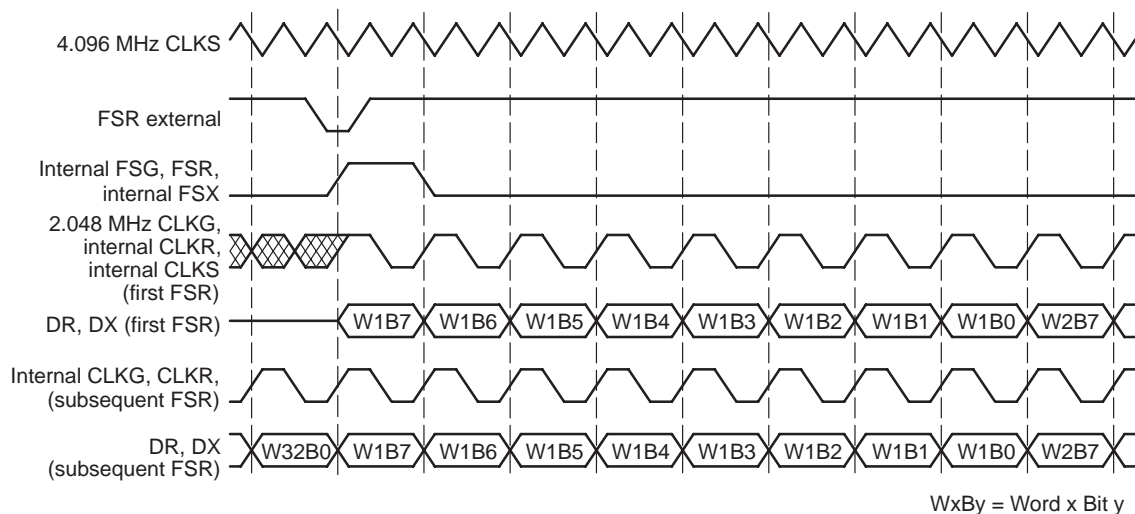 4.096 MHz CLKS
FSR external
Internal FSG, FSR,
internal FSX
2.048 MHz CLKG,
internal CLKR,
internal CLKS
(first FSR)
DR, DX (first FSR)
W1B7 W1B6 W1B5 W1B4 W1B3 W1B2 W1B1 W1B0 W2B7
Internal CLKG, CLKR,
(subsequent FSR)
DR, DX
(subsequent FSR)
W32B0 W1B7 W1B6 W1B5 W1B4 W1B3 W1B2 W1B1 W1B0 W2B7
WxBy = Word x Bit y